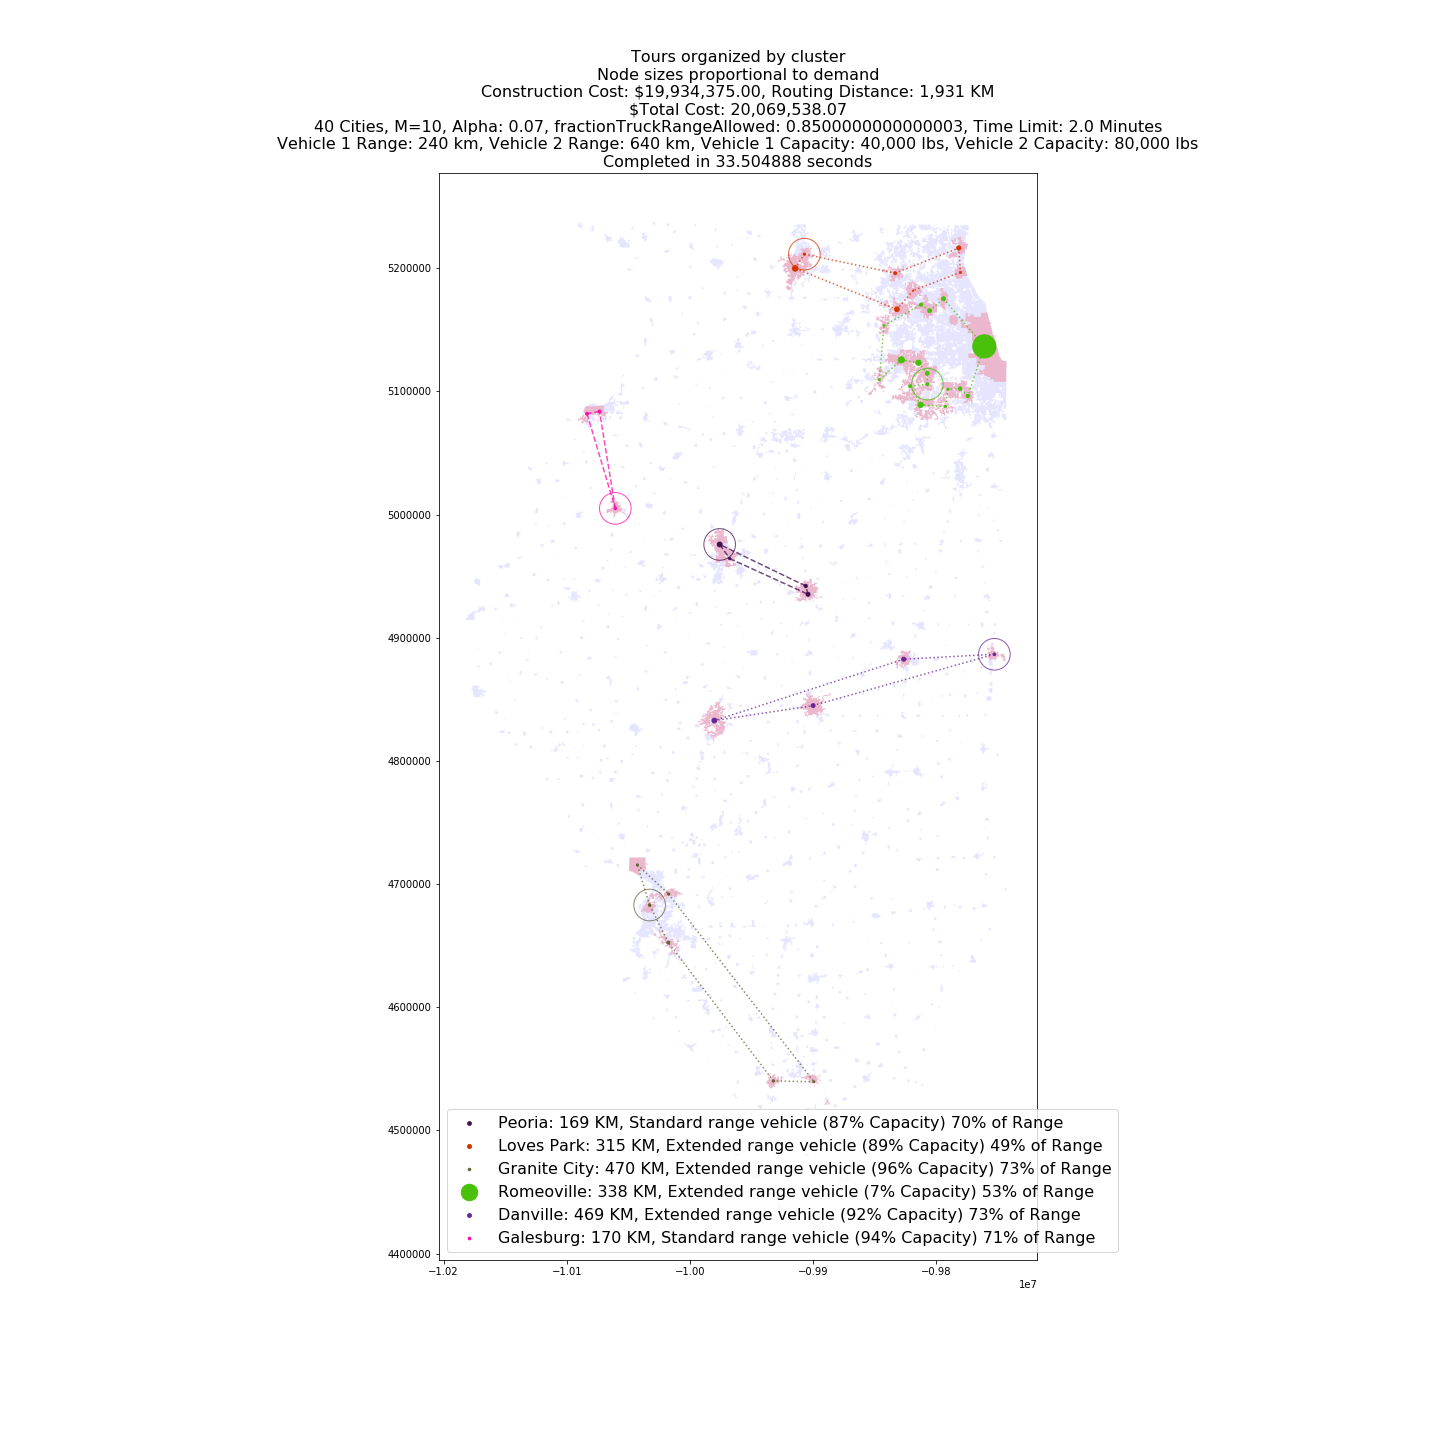 Tours organized by cluster
Node sizes proportional to demand
Construction Cost: $19,934,375.00, Routing Distance: 1,931 KM
$Total Cost: 20,069,538.07
40 Cities, M=10, Alpha: 0.07, fractionTruckRangeAllowed: 0.8500000000000003, Time Limit: 2.0 Minutes
Vehicle 1 Range: 240 km, Vehicle 2 Range: 640 km, Vehicle 1 Capacity: 40,000 lbs, Vehicle 2 Capacity: 80,000 lbs
Completed in 33.504888 seconds
5200000
5100000
5000000
4900000
4800000
4700000
4600000
4500000
4400000
Peoria: 169 KM, Standard range vehicle (87% Capacity) 70% of Range
Loves Park: 315 KM, Extended range vehicle (89% Capacity) 49% of Range
Granite City: 470 KM, Extended range vehicle (96% Capacity) 73% of Range
Romeoville: 338 KM, Extended range vehicle (7% Capacity) 53% of Range
Danville: 469 KM, Extended range vehicle (92% Capacity) 73% of Range
Galesburg: 170 KM, Standard range vehicle (94% Capacity) 71% of Range
−1.02 −1.01 −1.00 −0.99 −0.98
1e7